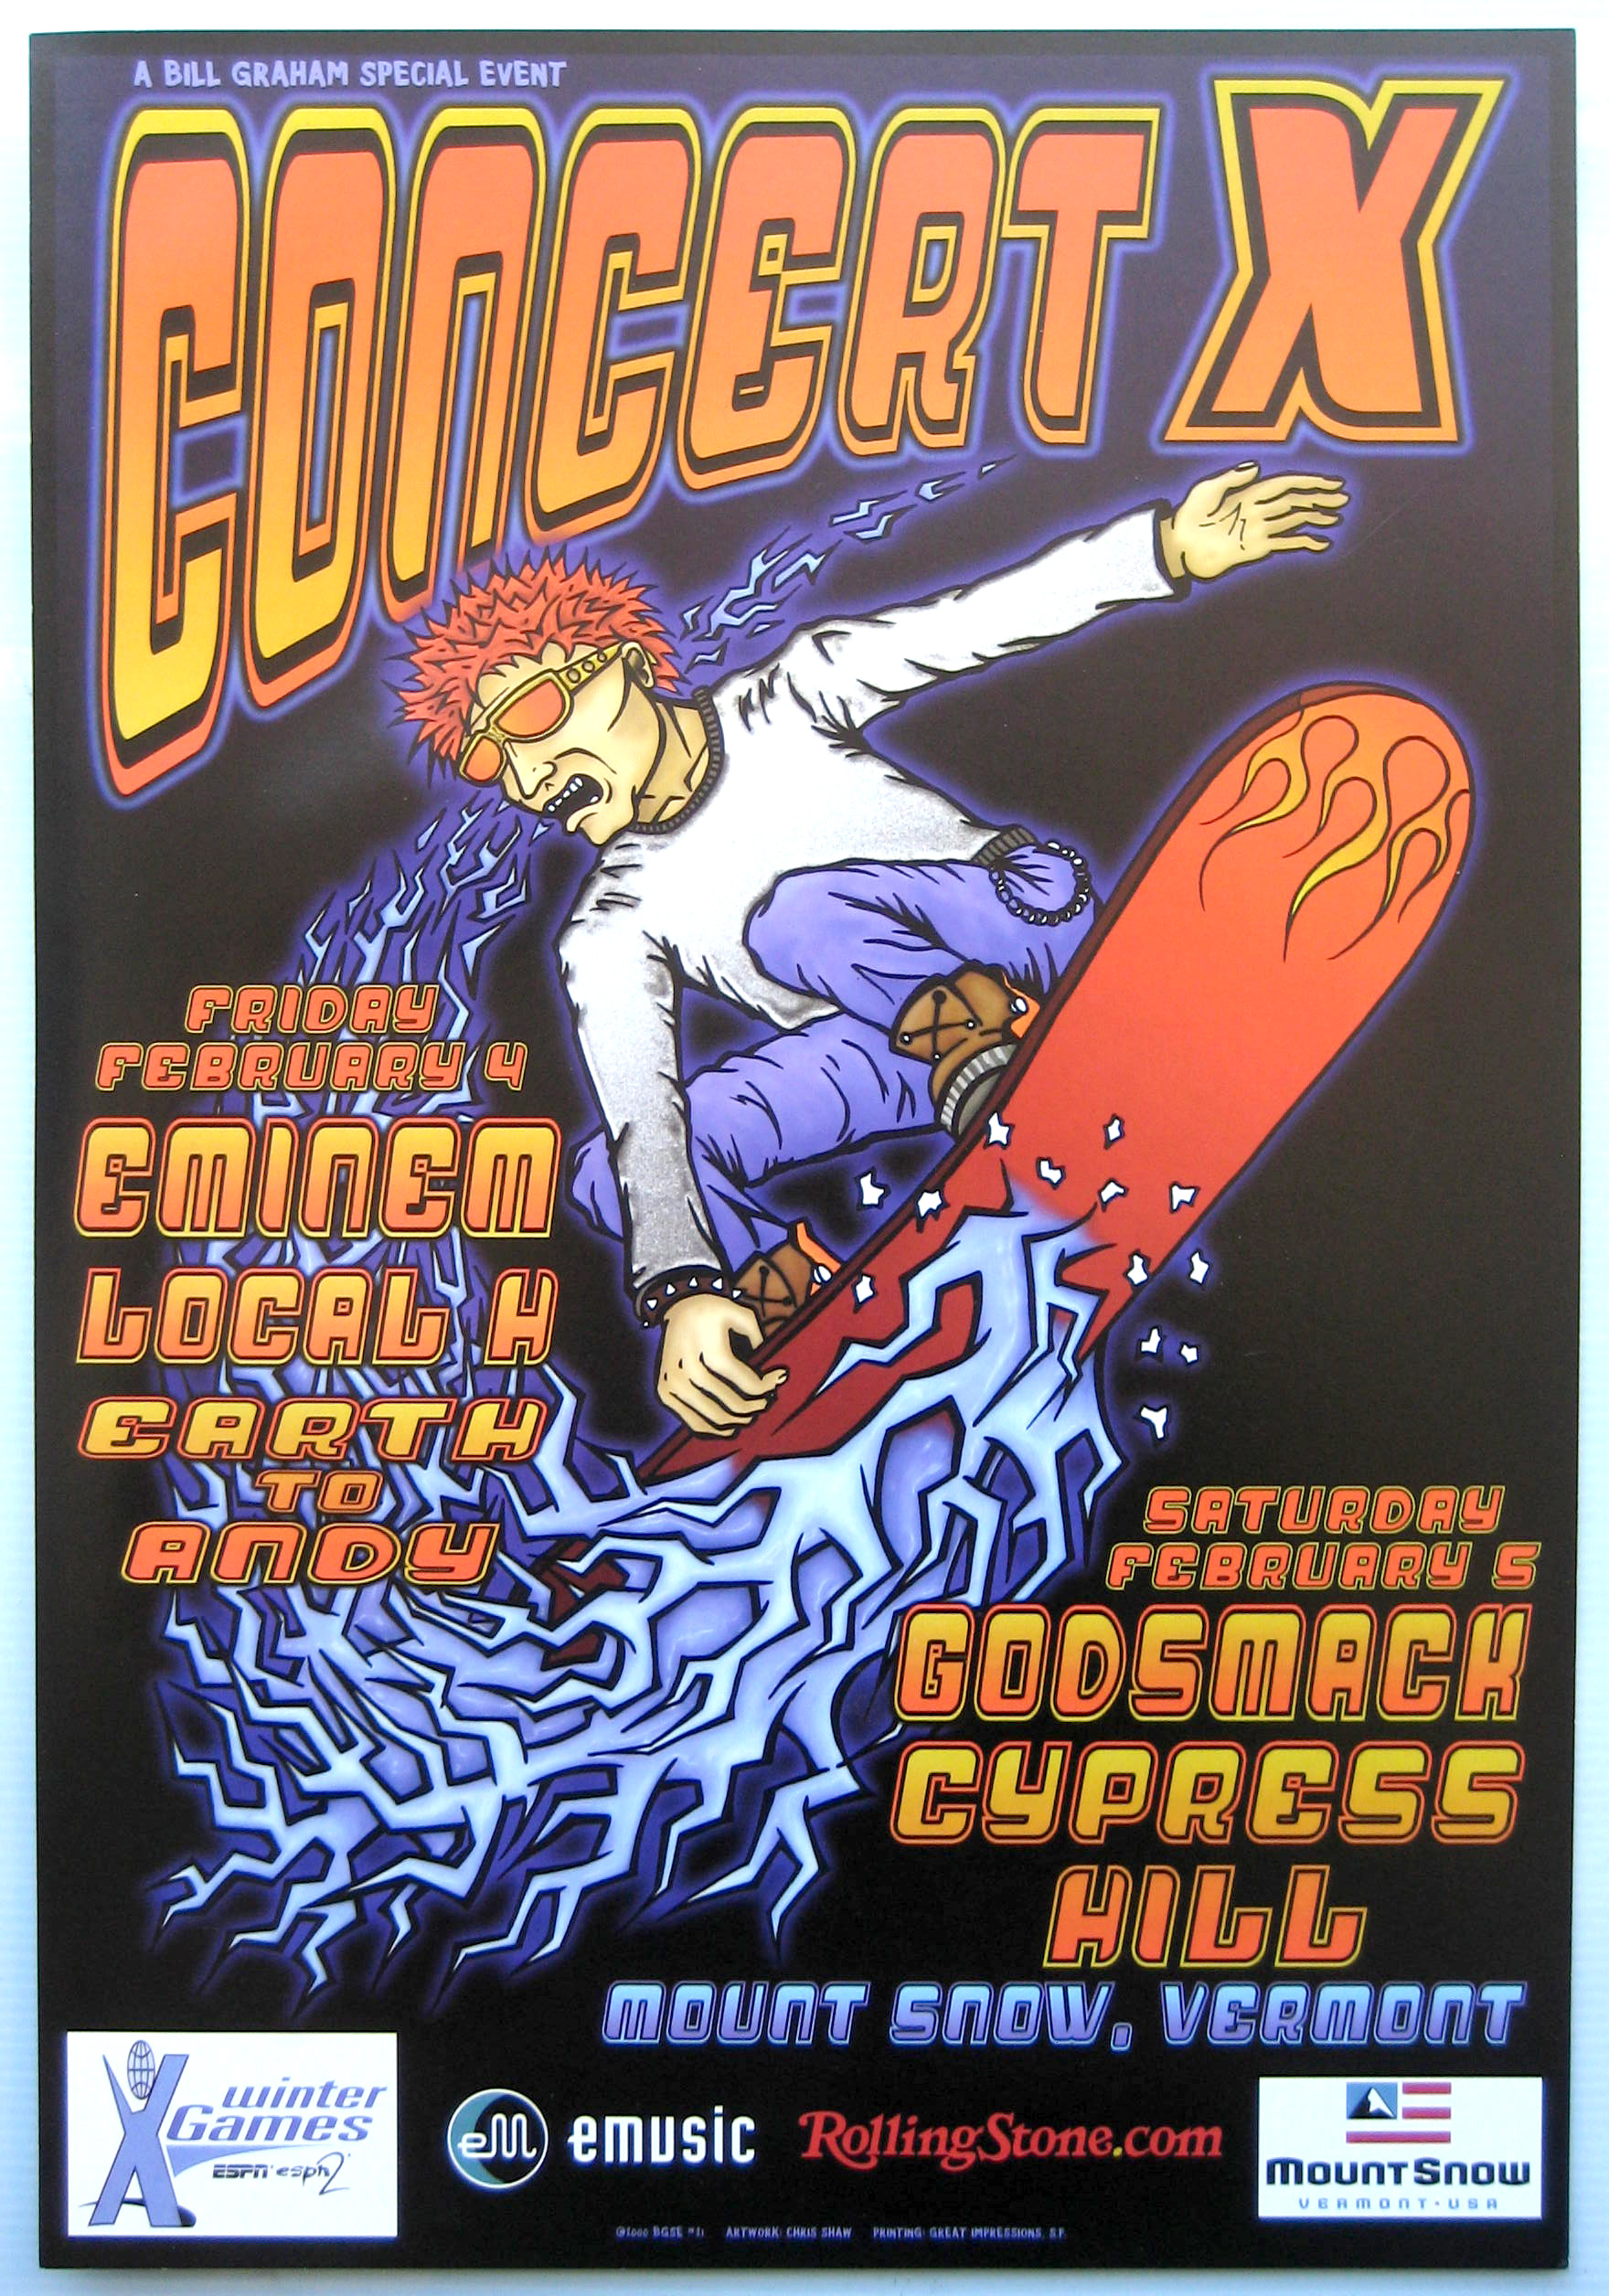 A BILL GRAHAM SPECIAL EVENT
CONCERT X
FRIDAY
FEBRUARY 4
EMINEM
LOCAL H
EARTH
TO
ANDY
SATURDAY
FEBRUARY 5
GODSMACK
CYPRESS
HILL
MOUNT SNOW, VERMONT
winter
Games
ESPN espn2
eM emusic
RollingStone.com
MOUNT SNOW
VERMONT·USA
BGSE ARTWORK: CHRIS SHAW PRINTING: GREAT IMPRESSIONS, S.F.